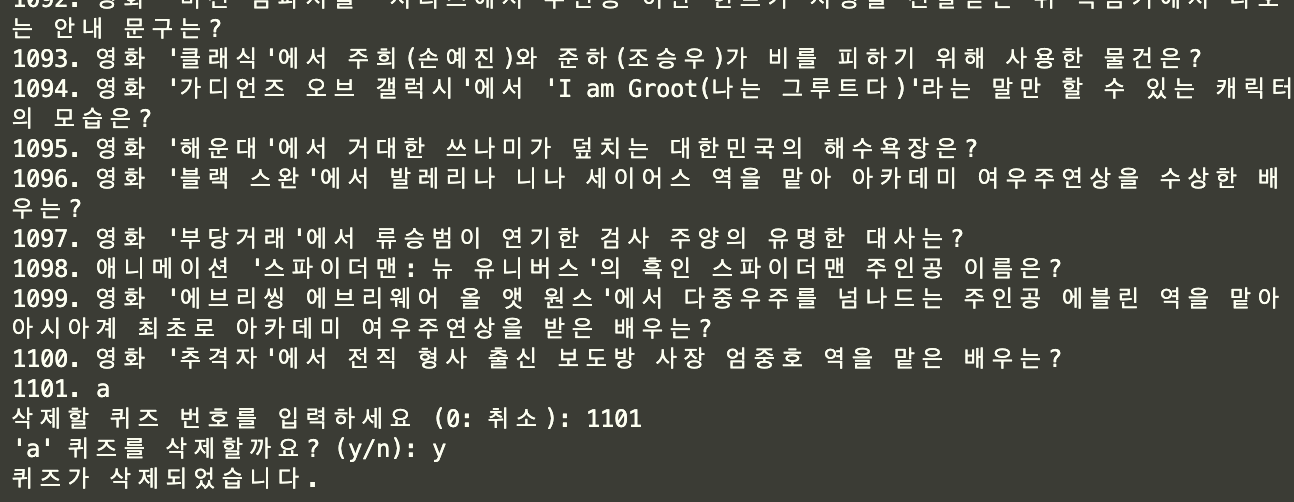 는 안내 문구는?
1093. 영화 '클래식'에서 주희(손예진)와 준하(조승우)가 비를 피하기 위해 사용한 물건은?
1094. 영화 '가디언즈 오브 갤럭시'에서 'I am Groot(나는 그루트다)'라는 말만 할 수 있는 캐릭터
의 모습은?
1095. 영화 '해운대'에서 거대한 쓰나미가 덮치는 대한민국의 해수욕장은?
1096. 영화 '블랙 스완'에서 발레리나 니나 세이어스 역을 맡아 아카데미 여우주연상을 수상한 배
우는?
1097. 영화 '부당거래'에서 류승범이 연기한 검사 주양의 유명한 대사는?
1098. 애니메이션 '스파이더맨: 뉴 유니버스'의 흑인 스파이더맨 주인공 이름은?
1099. 영화 '에브리씽 에브리웨어 올 앳 원스'에서 다중우주를 넘나드는 주인공 에블린 역을 맡아
아시아계 최초로 아카데미 여우주연상을 받은 배우는?
1100. 영화 '추격자'에서 전직 형사 출신 보도방 사장 엄중호 역을 맡은 배우는?
1101. a
삭제할 퀴즈 번호를 입력하세요 (0: 취소): 1101
'a' 퀴즈를 삭제할까요? (y/n): y
퀴즈가 삭제되었습니다.